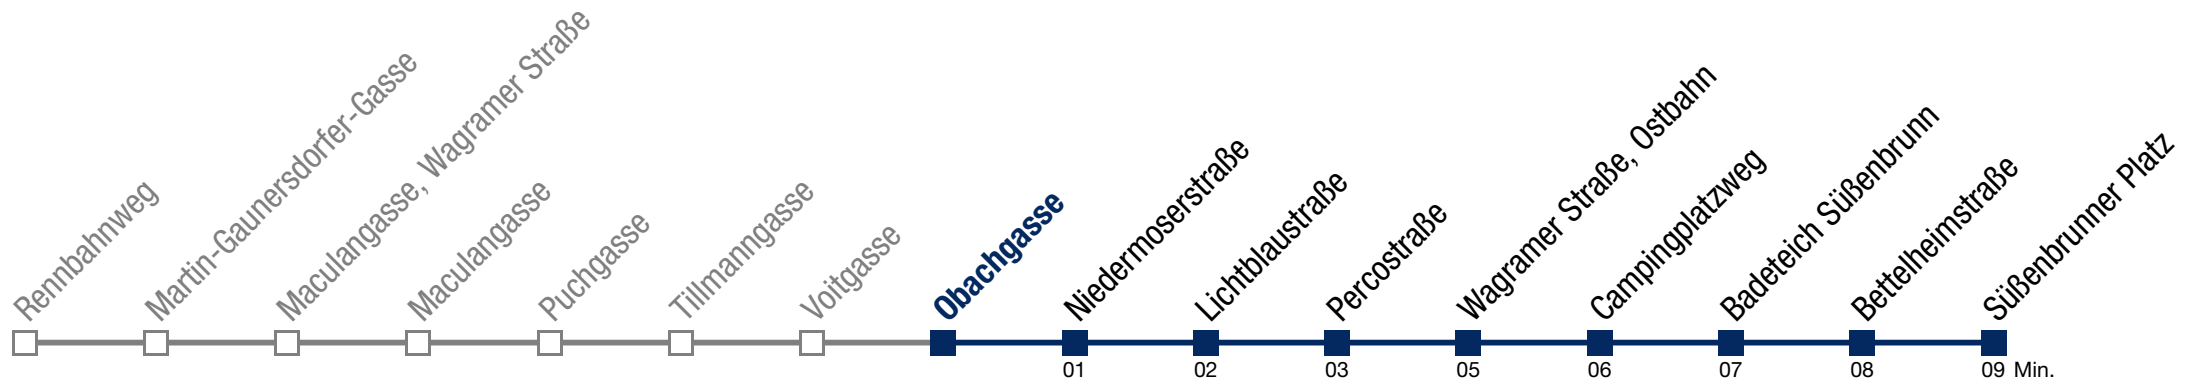 Rennbahnweg
Martin-Gaunersdorfer-Gasse
Maculangasse, Wagramer Straße
Maculangasse
Puchgasse
Tillmanngasse
Voitgasse
Obachgasse
Niedermoserstraße
Lichtblaustraße
Percostraße
Wagramer Straße, Ostbahn
Campingplatzweg
Badeteich Süßenbrunn
Bettelheimstraße
Süßenbrunner Platz
01 02 03 05 06 07 08 09 Min.